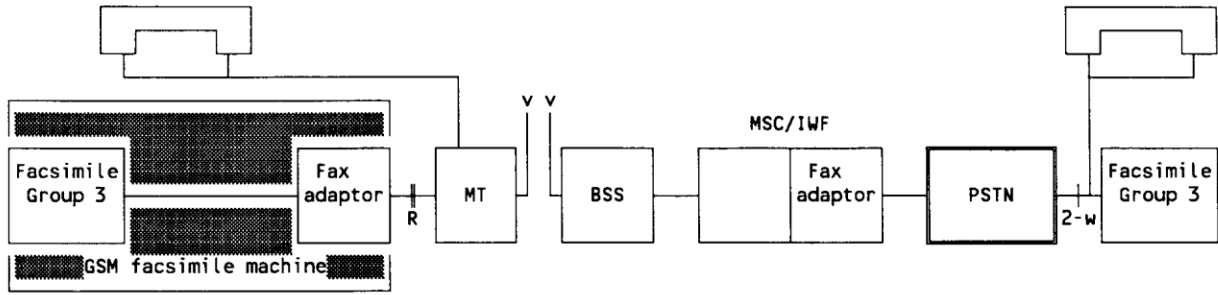 v v
MSC/IWF
Facsimile
Group 3
Fax
adaptor
R
MT
BSS
Fax
adaptor
PSTN
2-w
Facsimile
Group 3
GSM facsimile machine